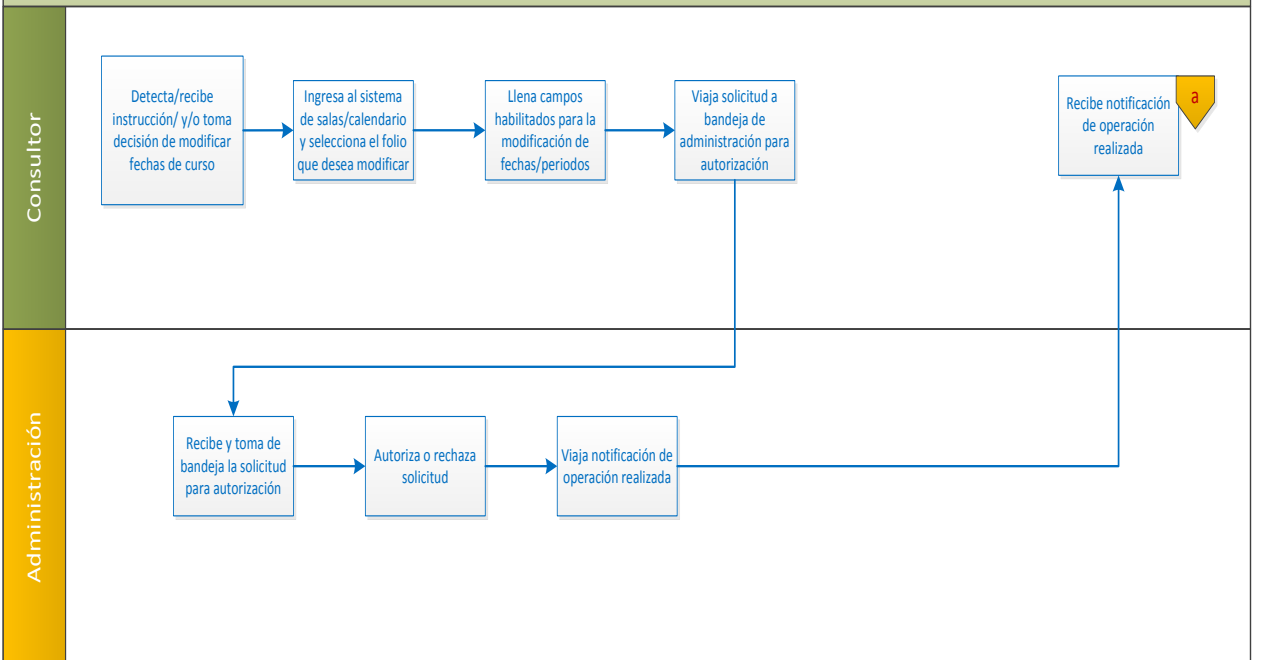 Consultor
Detecta/recibe
instrucción/ y/o toma
decisión de modificar
fechas de curso
Ingresa al sistema
de salas/calendario
y selecciona el folio
que desea modificar
Llena campos
habilitados para la
modificación de
fechas/periodos
Viaja solicitud a
bandeja de
administración para
autorización
Recibe notificación
de operación
realizada
a
Administración
Recibe y toma de
bandeja la solicitud
para autorización
Autoriza o rechaza
solicitud
Viaja notificación de
operación realizada